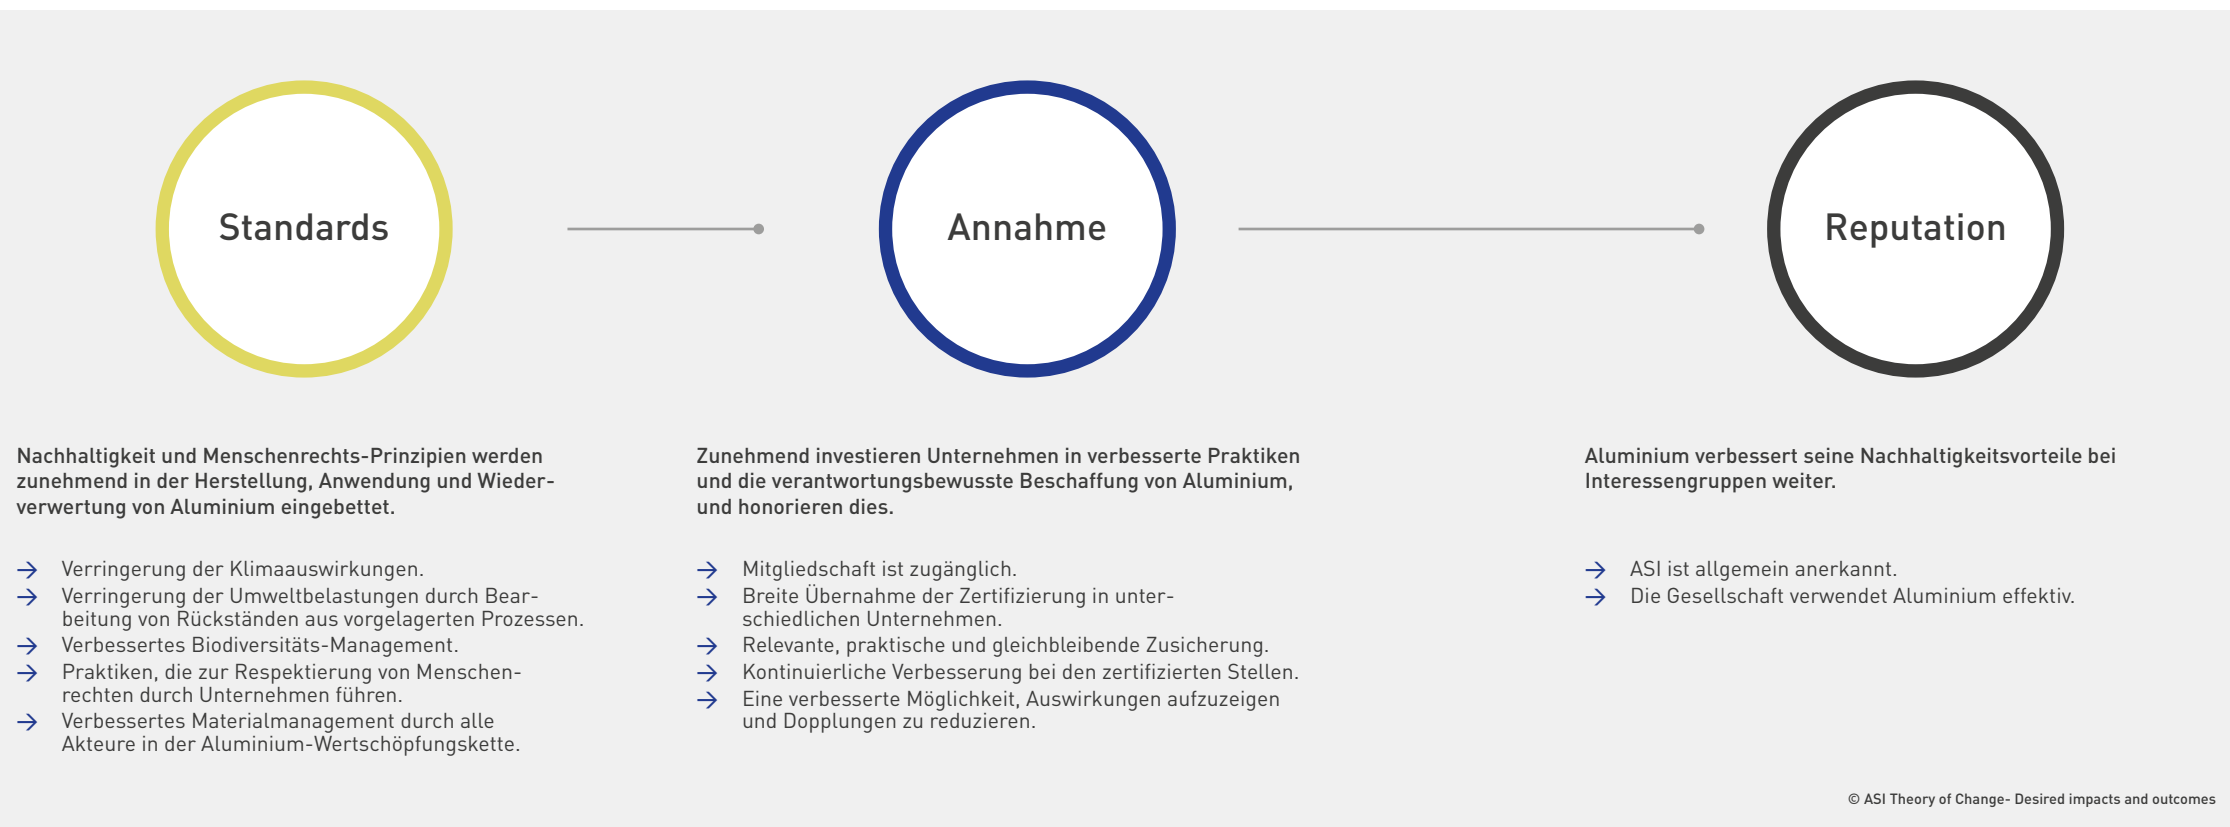 Standards
Annahme
Reputation
Nachhaltigkeit und Menschenrechts-Prinzipien werden
zunehmend in der Herstellung, Anwendung und Wieder-
verwertung von Aluminium eingebettet.
→ Verringerung der Klimaauswirkungen.
→ Verringerung der Umweltbelastungen durch Bear-
beitung von Rückständen aus vorgelagerten Prozessen.
→ Verbessertes Biodiversitäts-Management.
→ Praktiken, die zur Respektierung von Menschen-
rechten durch Unternehmen führen.
→ Verbessertes Materialmanagement durch alle
Akteure in der Aluminium-Wertschöpfungskette.
Zunehmend investieren Unternehmen in verbesserte Praktiken
und die verantwortungsbewusste Beschaffung von Aluminium,
und honorieren dies.
→ Mitgliedschaft ist zugänglich.
→ Breite Übernahme der Zertifizierung in unter-
schiedlichen Unternehmen.
→ Relevante, praktische und gleichbleibende Zusicherung.
→ Kontinuierliche Verbesserung bei den zertifizierten Stellen.
→ Eine verbesserte Möglichkeit, Auswirkungen aufzuzeigen
und Dopplungen zu reduzieren.
Aluminium verbessert seine Nachhaltigkeitsvorteile bei
Interessengruppen weiter.
→ ASI ist allgemein anerkannt.
→ Die Gesellschaft verwendet Aluminium effektiv.
© ASI Theory of Change- Desired impacts and outcomes